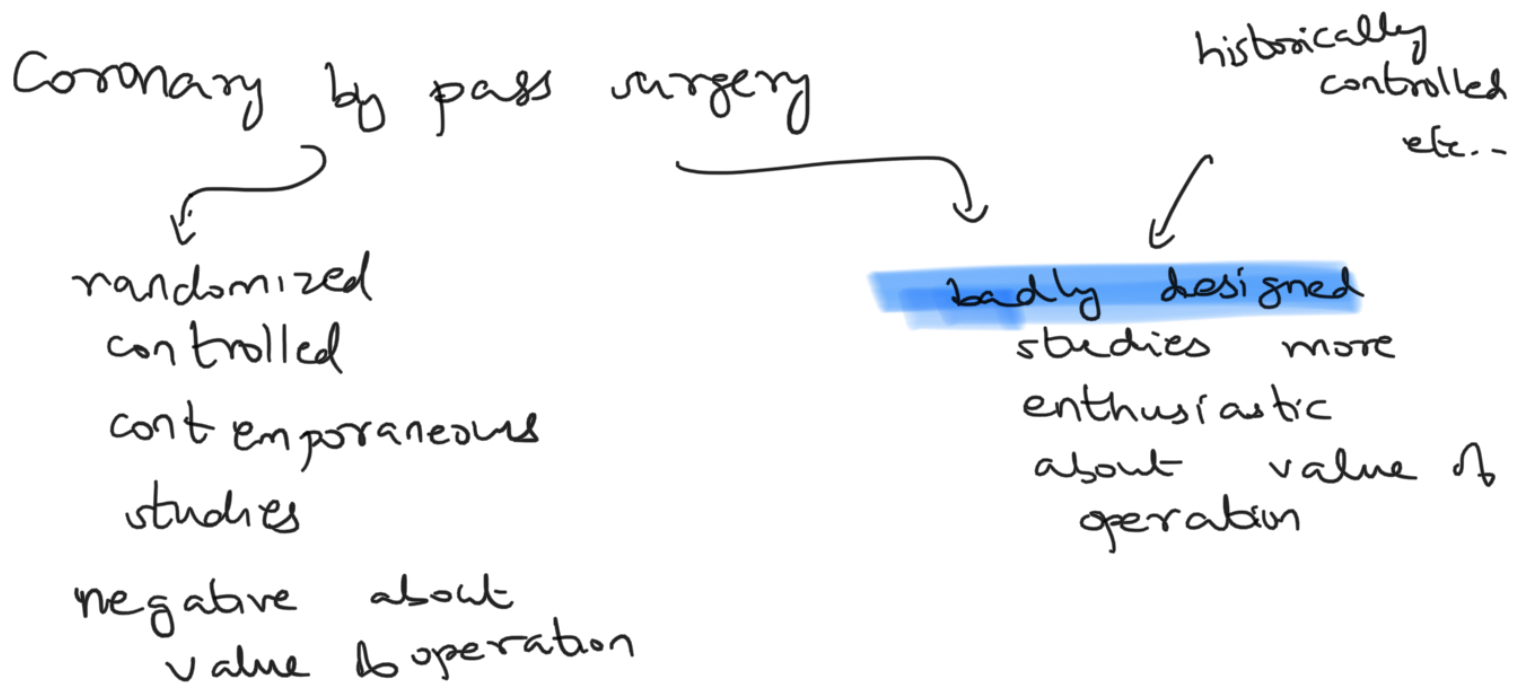 Coronary by pass surgery
historically
controlled
etc..
randomized
controlled
contemporaneous
studies
negative about
value of operation
badly designed
studies more
enthusiastic
about value of
operation